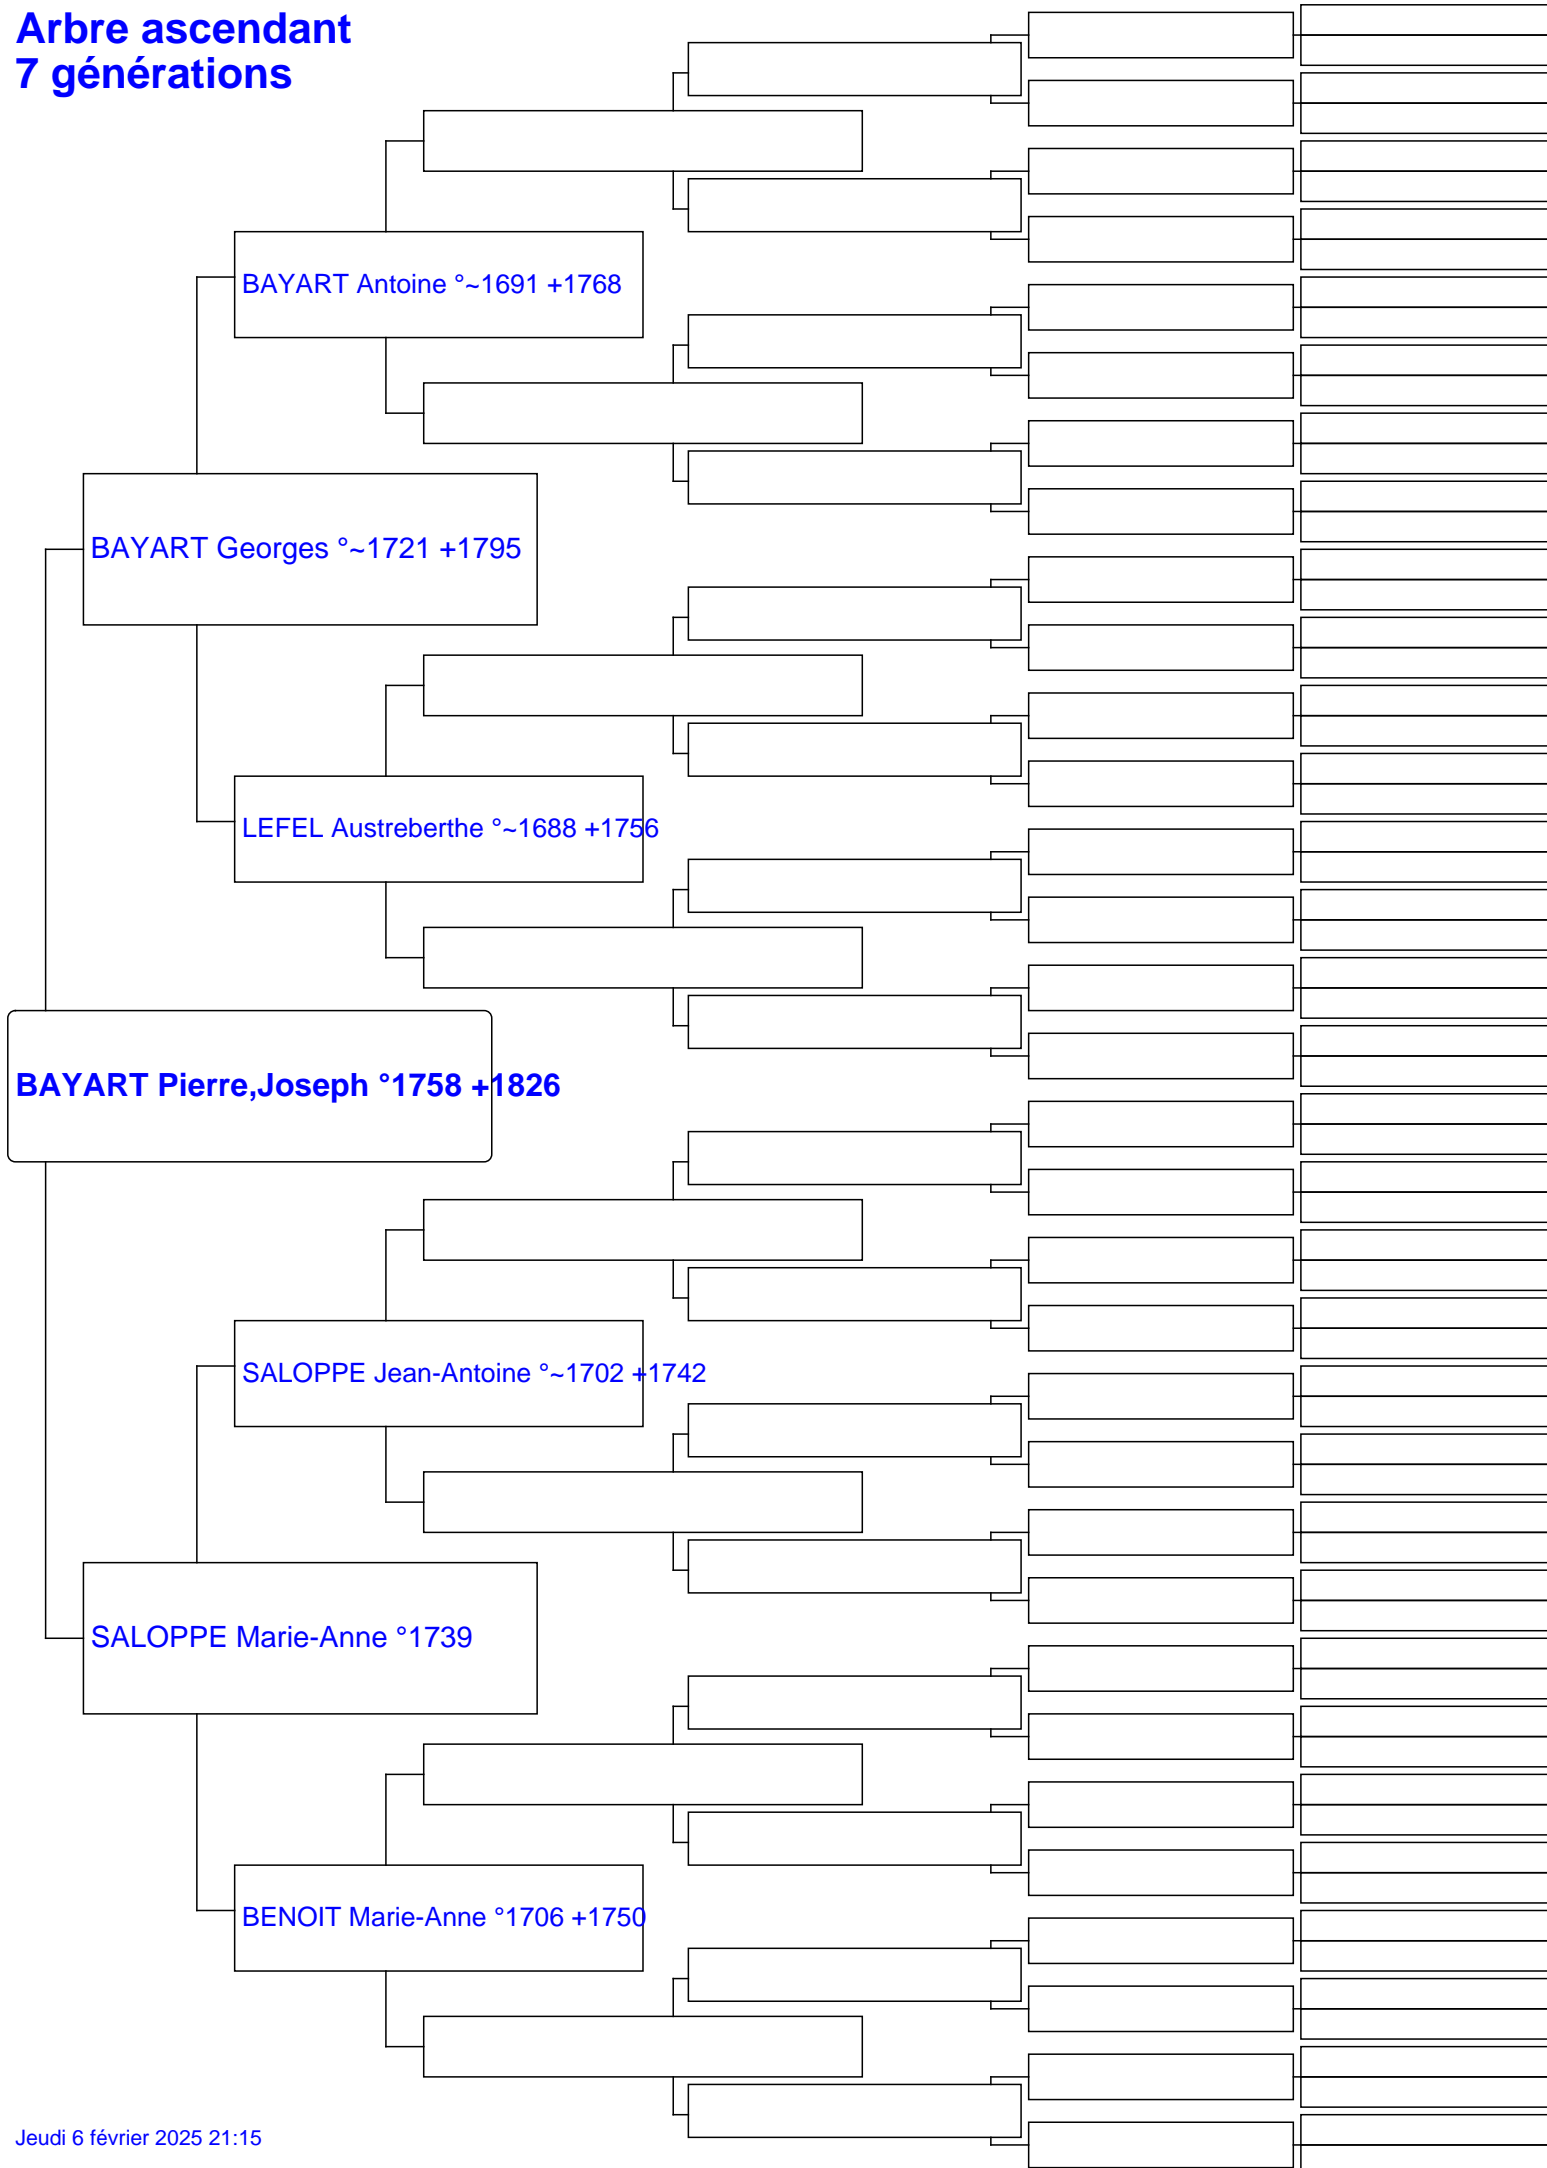 Arbre ascendant
7 générations
BAYART Antoine °~1691 +1768
BAYART Georges °~1721 +1795
LEFEL Austreberthe °~1688 +1756
BAYART Pierre,Joseph °1758 +1826
SALOPPE Jean-Antoine °~1702 +1742
SALOPPE Marie-Anne °1739
BENOIT Marie-Anne °1706 +1750
Jeudi 6 février 2025 21:15